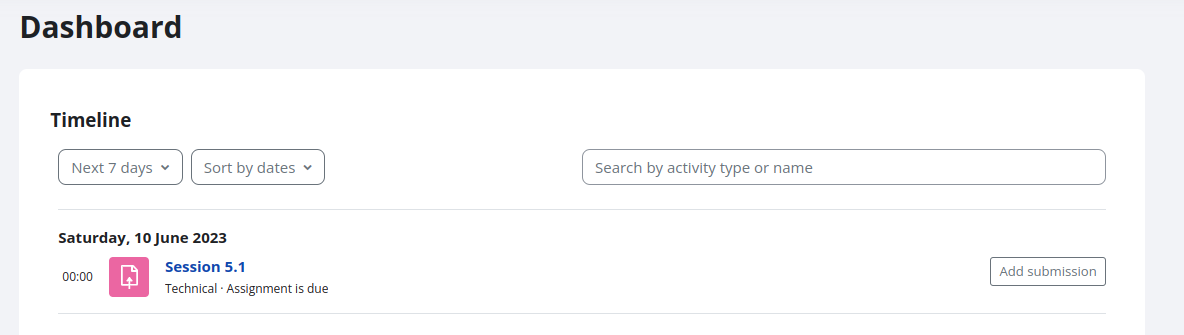 Dashboard
Timeline
Next 7 days
Sort by dates
Search by activity type or name
Saturday, 10 June 2023
00:00
Session 5.1
Technical · Assignment is due
Add submission